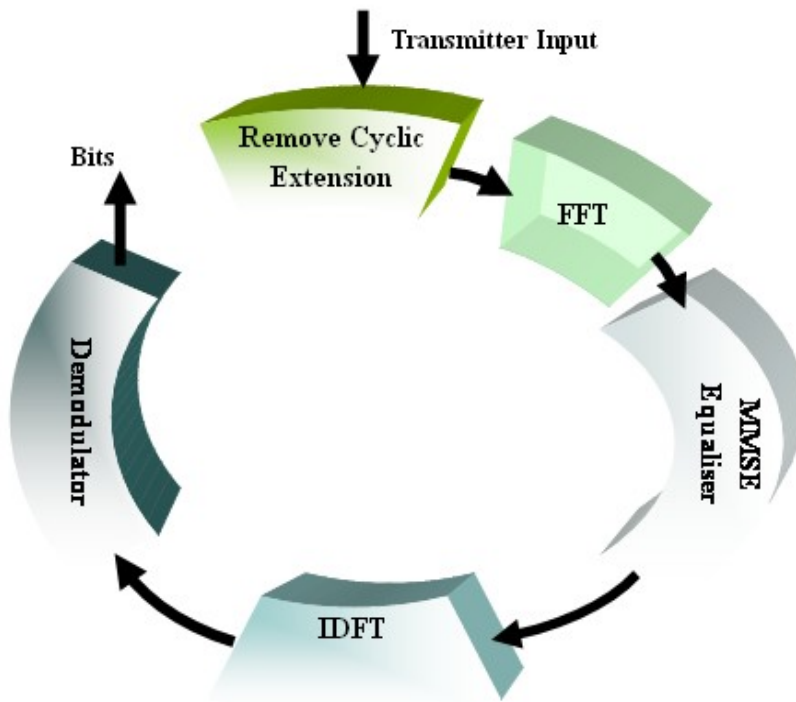 Transmitter Input
Remove Cyclic
Extension
FFT
MMSE
Equaliser
IDFT
Demodulator
Bits